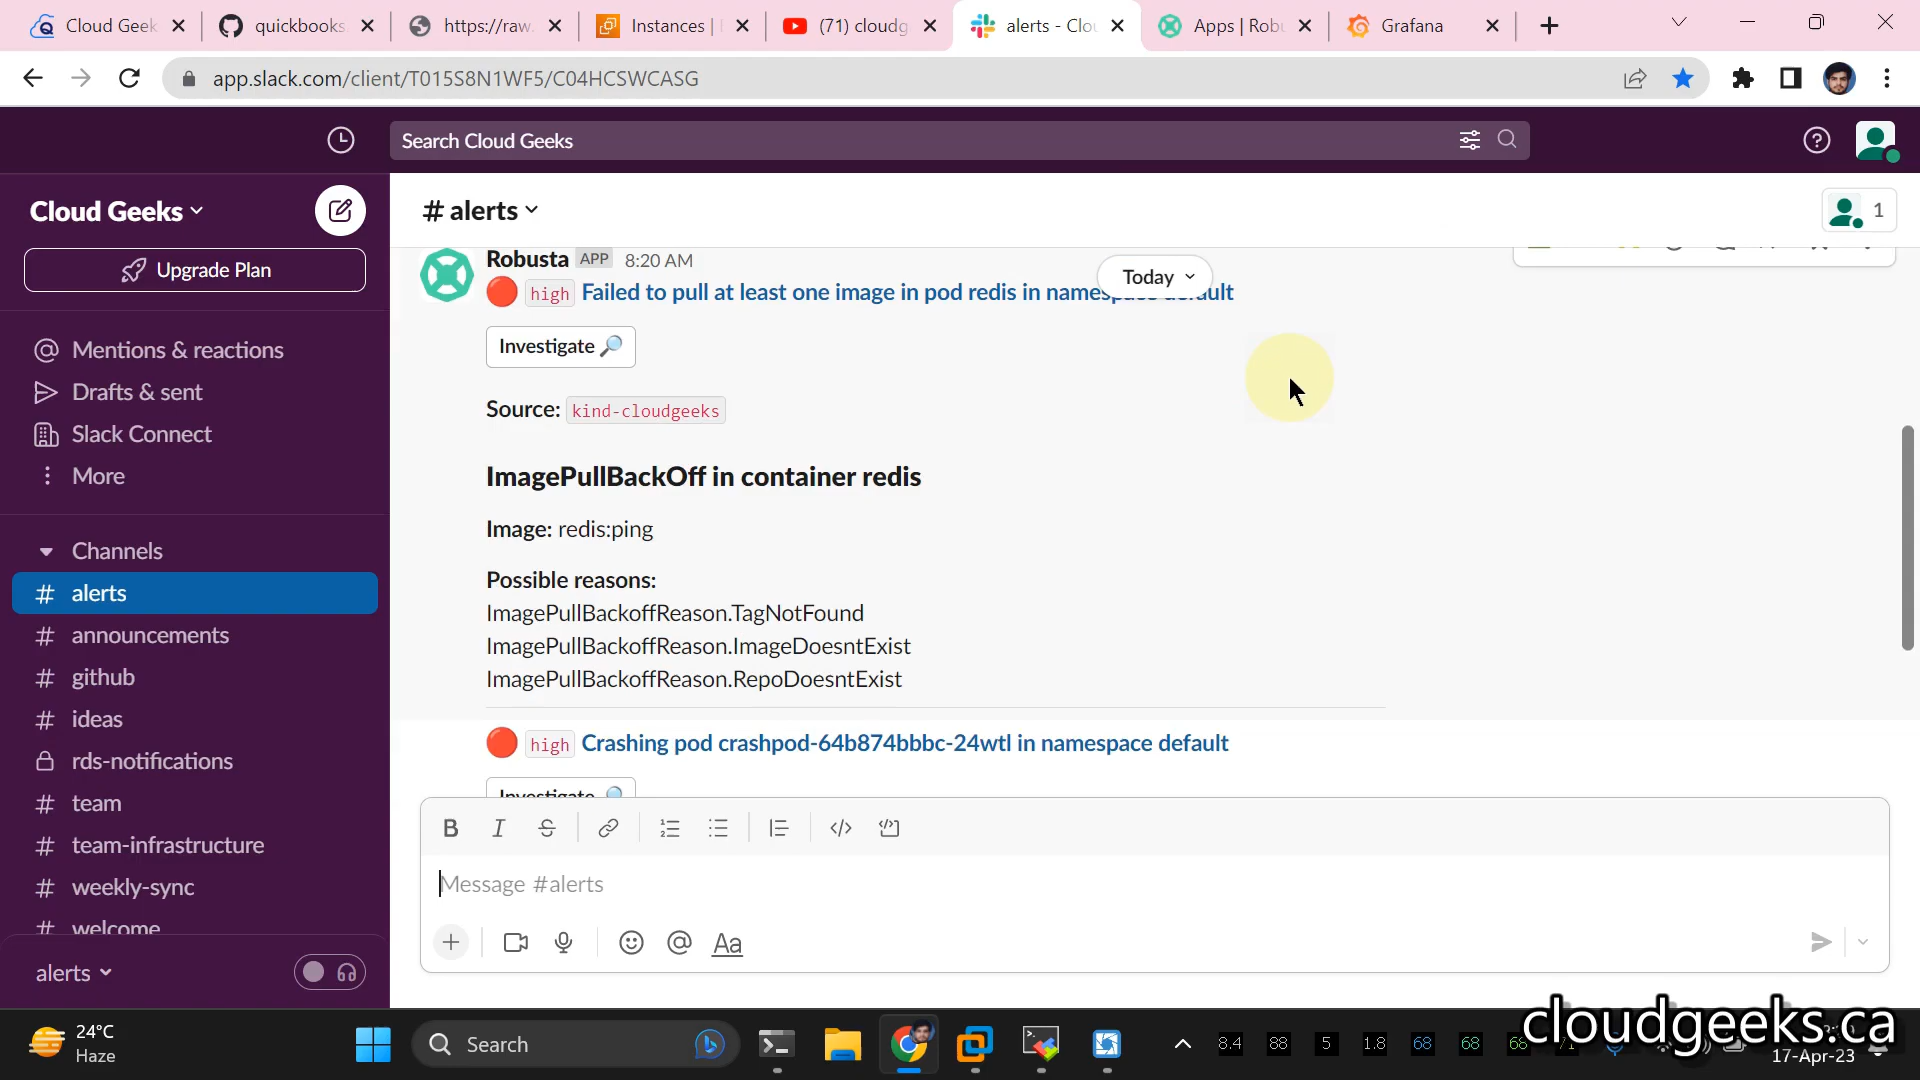 Cloud Geek
quickbooks
https://raw.
Instances |
(71) cloudg
alerts - Clo
Apps | Rob
Grafana
app.slack.com/client/T015S8N1WF5/C04HCSWCASG
Search Cloud Geeks
Cloud Geeks
Upgrade Plan
Mentions & reactions
Drafts & sent
Slack Connect
More
Channels
# alerts
# announcements
# github
# ideas
rds-notifications
# team
# team-infrastructure
# weekly-sync
# welcome
alerts
# alerts
1
Robusta APP 8:20 AM
Today
high Failed to pull at least one image in pod redis in namespace default
Investigate
Source: kind-cloudgeeks
ImagePullBackOff in container redis
Image: redis:ping
Possible reasons:
ImagePullBackoffReason.TagNotFound
ImagePullBackoffReason.ImageDoesntExist
ImagePullBackoffReason.RepoDoesntExist
high Crashing pod crashpod-64b874bbbc-24wtl in namespace default
Investigate
Message #alerts
Aa
cloudgeeks.ca
24°C
Haze
Search
8.4 88 5 1.8 68 68 68
17-Apr-23